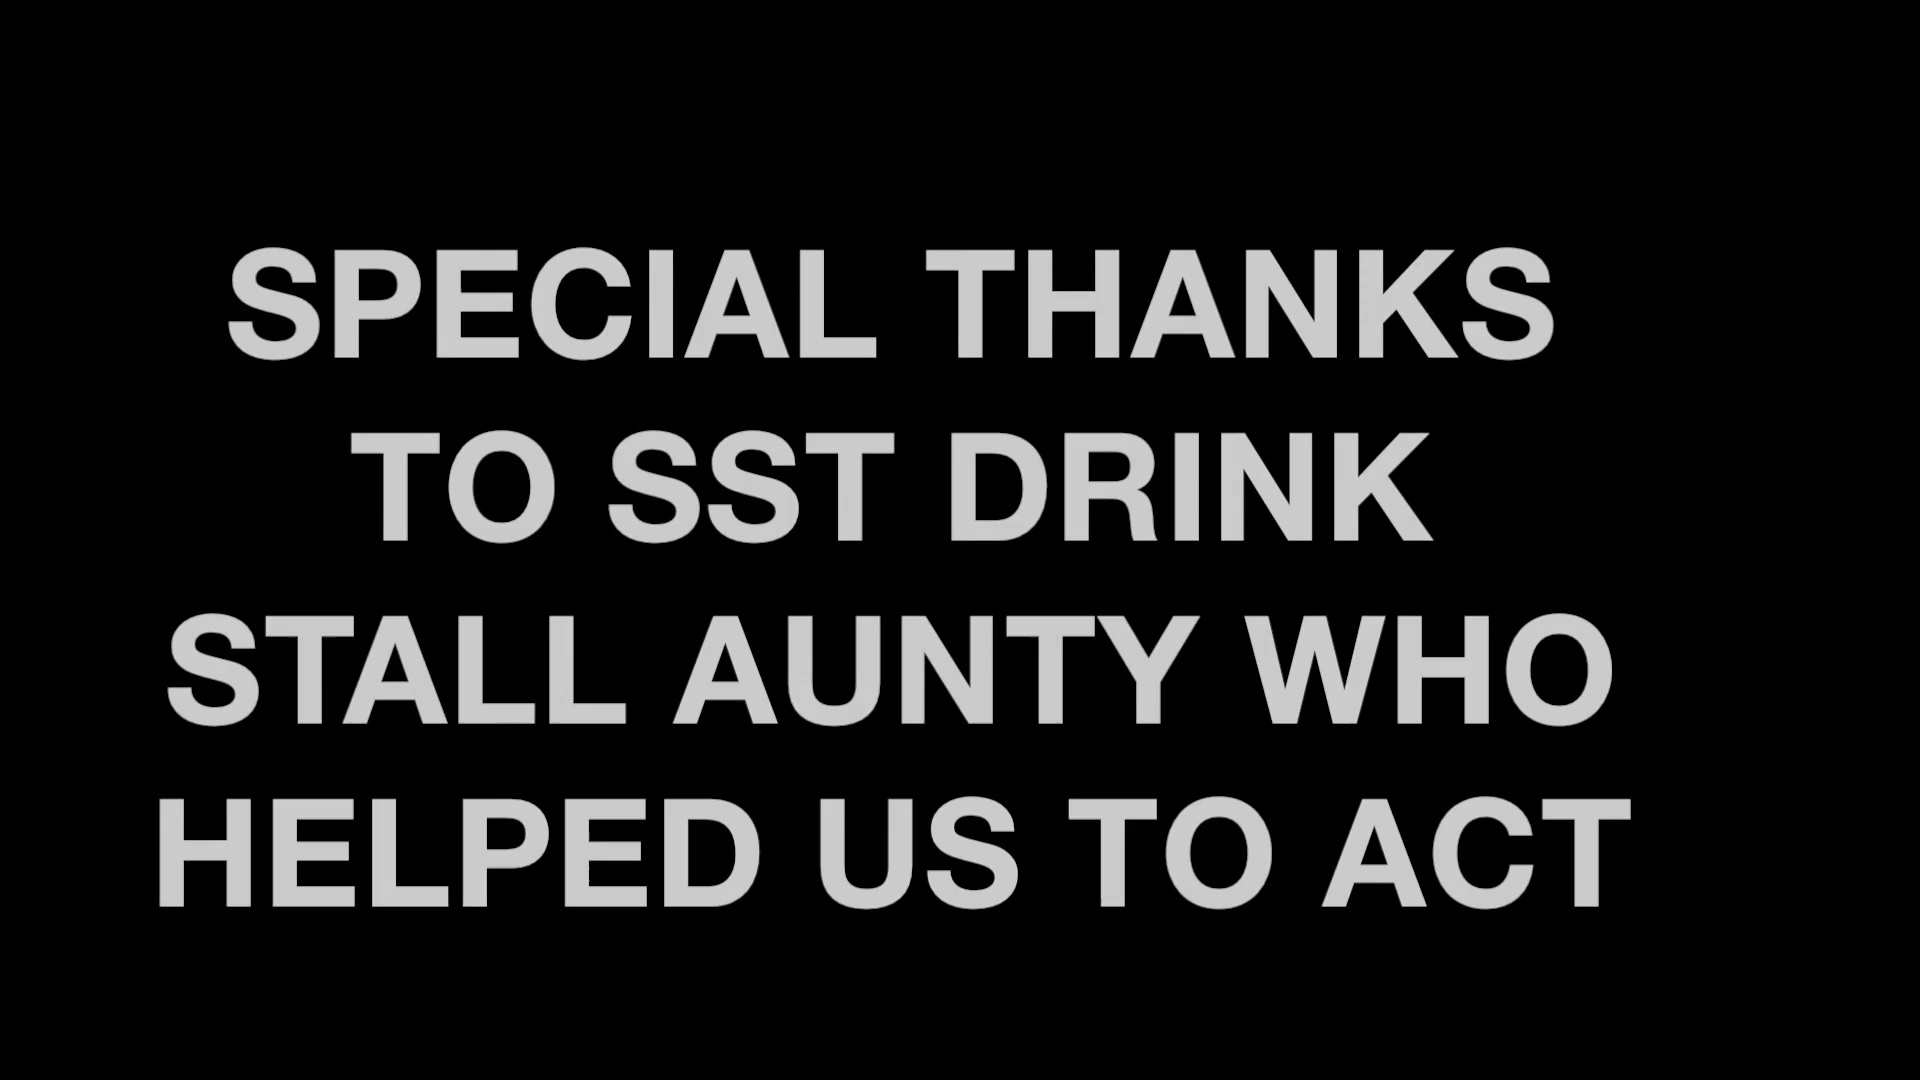 SPECIAL THANKS
TO SST DRINK
STALL AUNTY WHO
HELPED US TO ACT